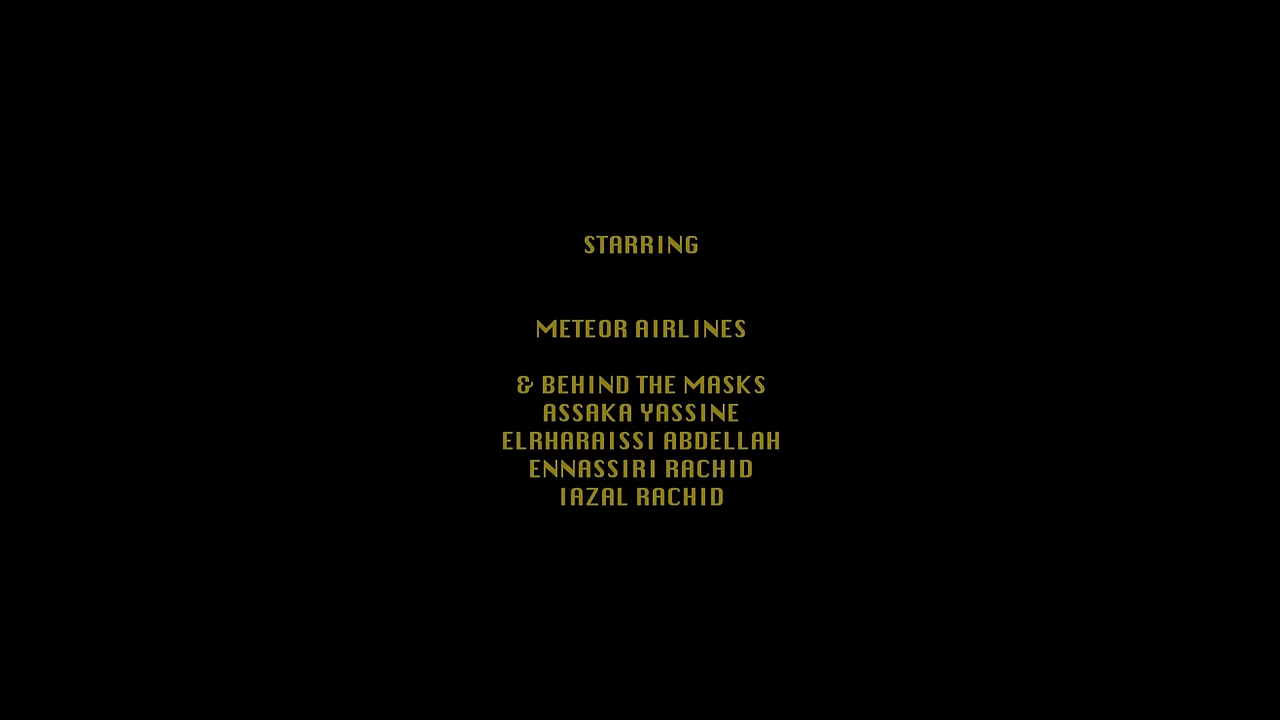 STARRING
METEOR AIRLINES
& BEHIND THE MASKS
ASSAKA YASSINE
ELRHARAISSI ABDELLAH
ENNASSIRI RACHID
IAZAL RACHID